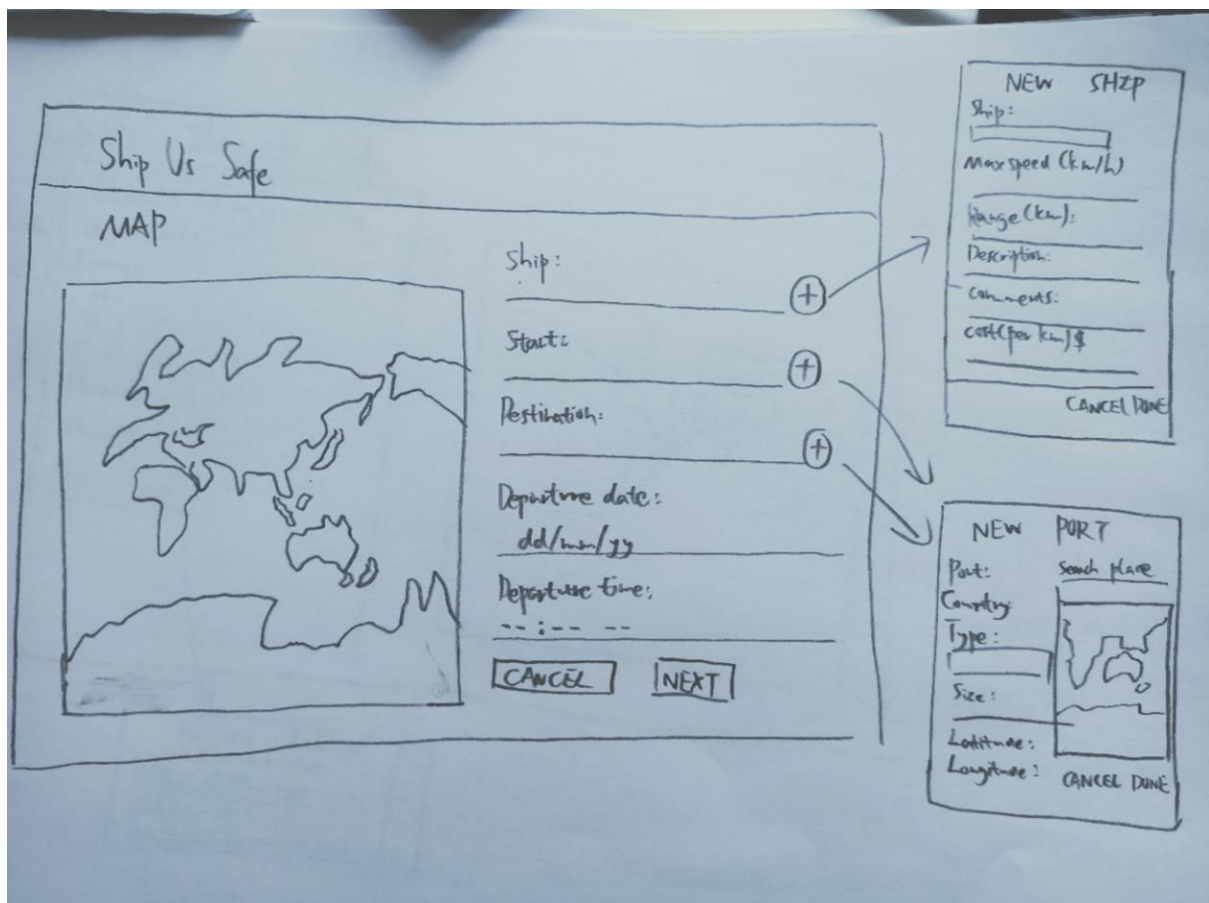 Ship Us Safe
MAP
Ship:
Start:
Destination:
Departure date:
dd/mm/yy
Departure time:
--:-- --
CANCEL
NEXT
NEW SHIP
Ship:
Max speed (km/h)
Range (km):
Description:
Comments:
cost(per km)$
CANCEL DONE
NEW PORT
Port:
Country:
Type:
Size:
Latitude:
Longitude:
Search place
CANCEL DONE